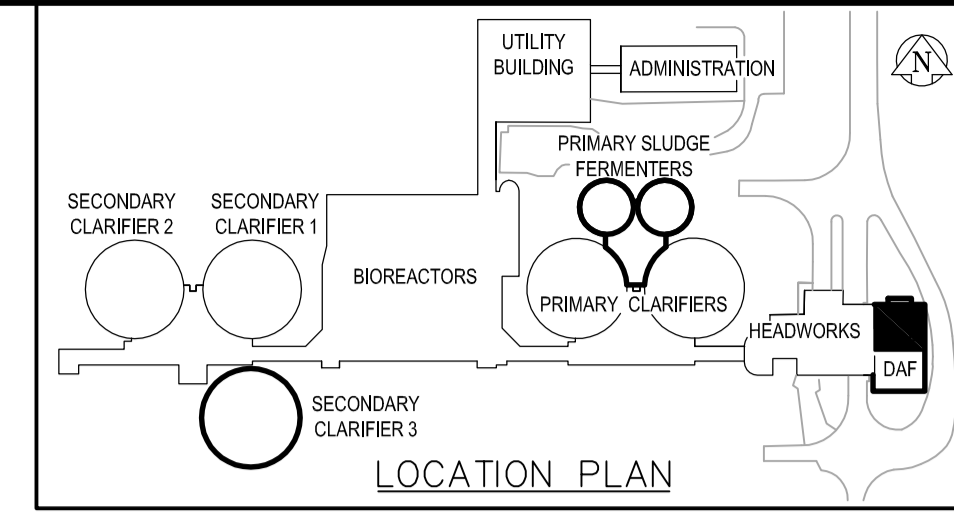 UTILITY
BUILDING
ADMINISTRATION
N
PRIMARY SLUDGE
FERMENTERS
SECONDARY
CLARIFIER 2
SECONDARY
CLARIFIER 1
BIOREACTORS
PRIMARY CLARIFIERS
HEADWORKS
DAF
SECONDARY
CLARIFIER 3
LOCATION PLAN